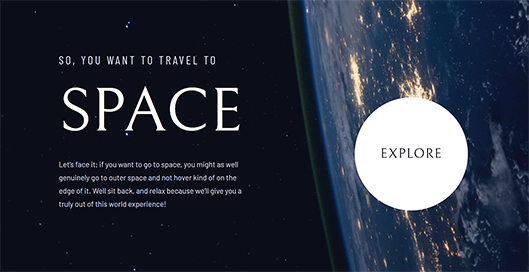 SO, YOU WANT TO TRAVEL TO
SPACE
Let's face it; if you want to go to space, you might as well
genuinely go to outer space and not hover kind of on the
edge of it. Well sit back, and relax because we'll give you a
truly out of this world experience!
EXPLORE